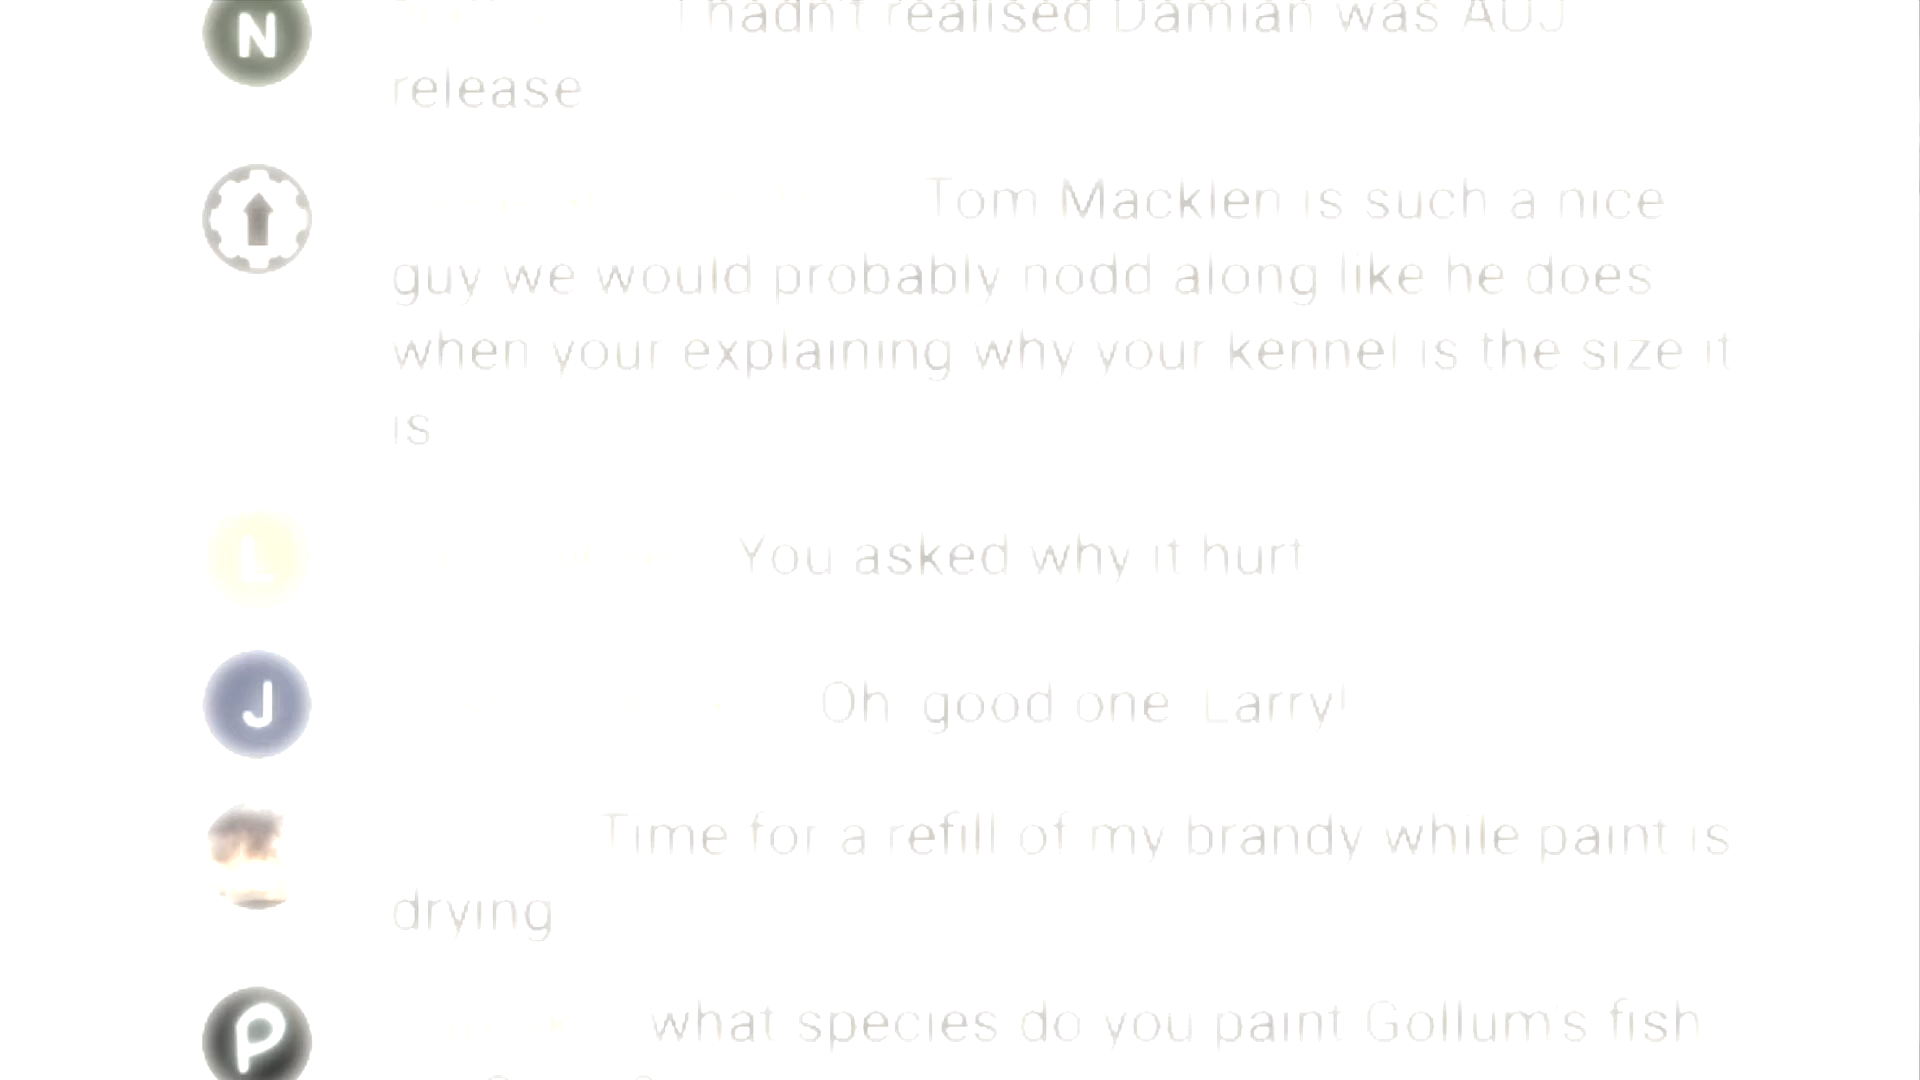 N
I hadn't realised Damian was AUJ
release
Tom Macklen is such a nice
guy we would probably nodd along like he does
when your explaining why your kennel is the size it
is
L
You asked why it hurt
J
Oh good one Larry!
Time for a refill of my brandy while paint is
drying
P
what species do you paint Gollum's fish